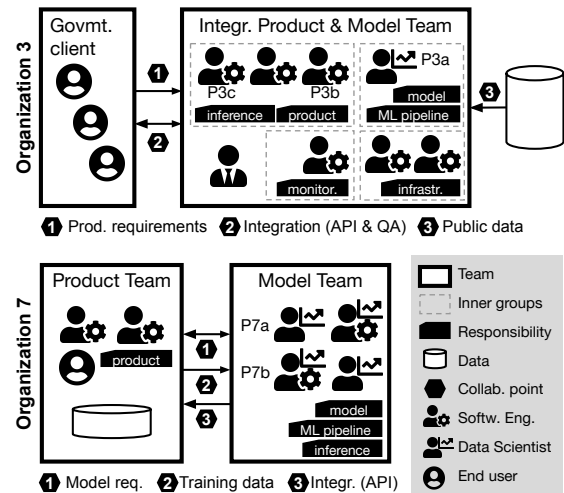 Organization 3
Govmt.
client
Integr. Product & Model Team
P3c
P3b
P3a
inference
product
model
ML pipeline
monitor.
infrastr.
1
2
3
1 Prod. requirements 2 Integration (API & QA) 3 Public data
Organization 7
Product Team
Model Team
product
P7a
P7b
model
ML pipeline
inference
1
2
3
1 Model req. 2 Training data 3 Integr. (API)
Team
Inner groups
Responsibility
Data
Collab. point
Softw. Eng.
Data Scientist
End user